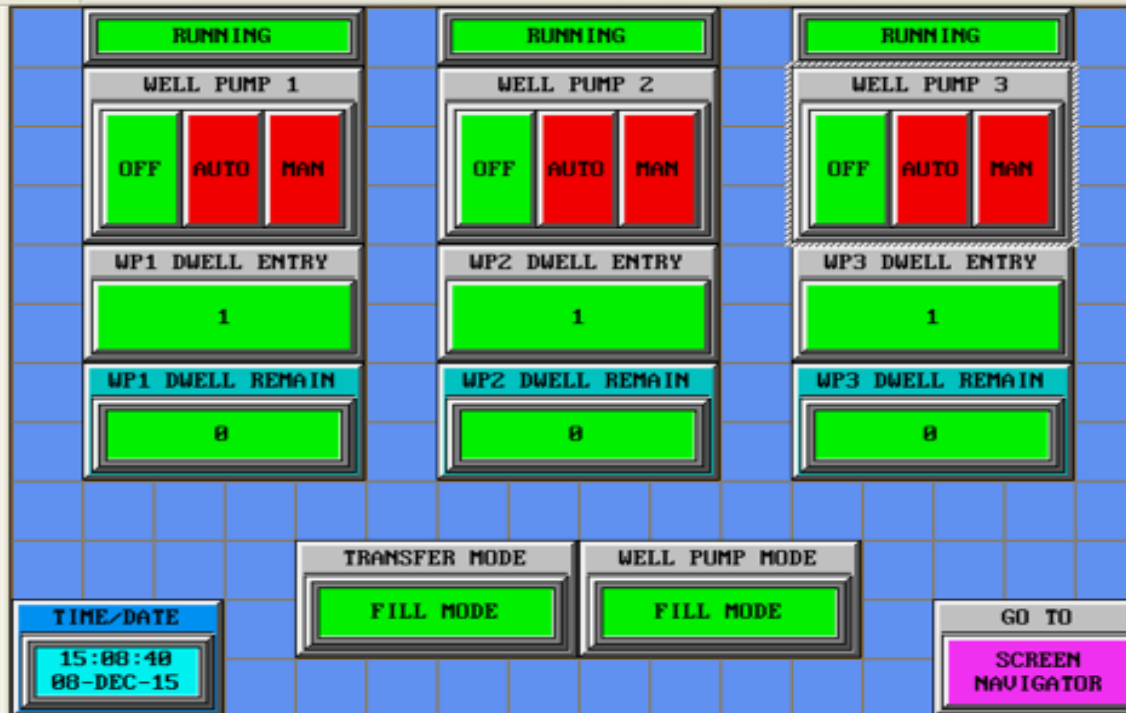 RUNNING RUNNING RUNNING
WELL PUMP 1 WELL PUMP 2 WELL PUMP 3
OFF AUTO MAN OFF AUTO MAN OFF AUTO MAN
WP1 DWELL ENTRY WP2 DWELL ENTRY WP3 DWELL ENTRY
1 1 1
WP1 DWELL REMAIN WP2 DWELL REMAIN WP3 DWELL REMAIN
0 0 0
TRANSFER MODE WELL PUMP MODE
FILL MODE FILL MODE
TIME/DATE GO TO
15:08:40 SCREEN
08-DEC-15 NAVIGATOR